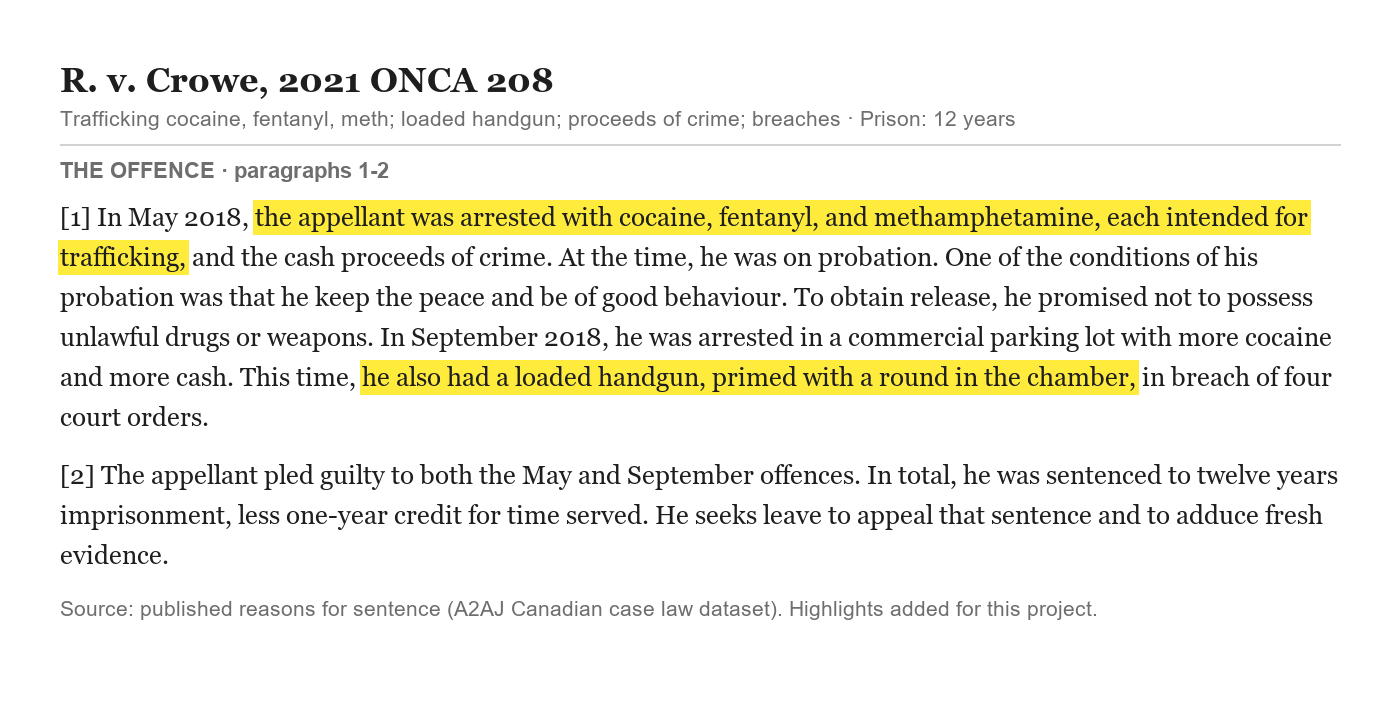 R. v. Crowe, 2021 ONCA 208
Trafficking cocaine, fentanyl, meth; loaded handgun; proceeds of crime; breaches · Prison: 12 years
THE OFFENCE · paragraphs 1-2
[1] In May 2018, the appellant was arrested with cocaine, fentanyl, and methamphetamine, each intended for
trafficking, and the cash proceeds of crime. At the time, he was on probation. One of the conditions of his
probation was that he keep the peace and be of good behaviour. To obtain release, he promised not to possess
unlawful drugs or weapons. In September 2018, he was arrested in a commercial parking lot with more cocaine
and more cash. This time, he also had a loaded handgun, primed with a round in the chamber, in breach of four
court orders.
[2] The appellant pled guilty to both the May and September offences. In total, he was sentenced to twelve years
imprisonment, less one-year credit for time served. He seeks leave to appeal that sentence and to adduce fresh
evidence.
Source: published reasons for sentence (A2AJ Canadian case law dataset). Highlights added for this project.